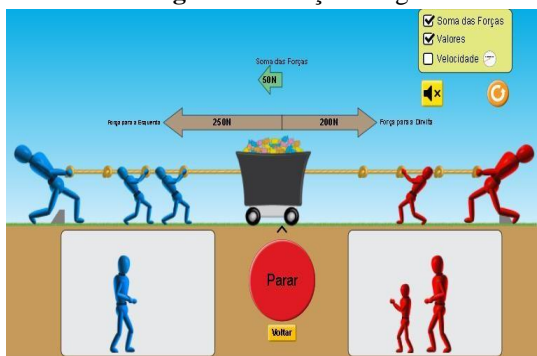 Soma das Forças
Valores
Velocidade
Soma das Forças
50N
Força para a Esquerda
250N
200N
Força para a Direita
Parar
Voltar